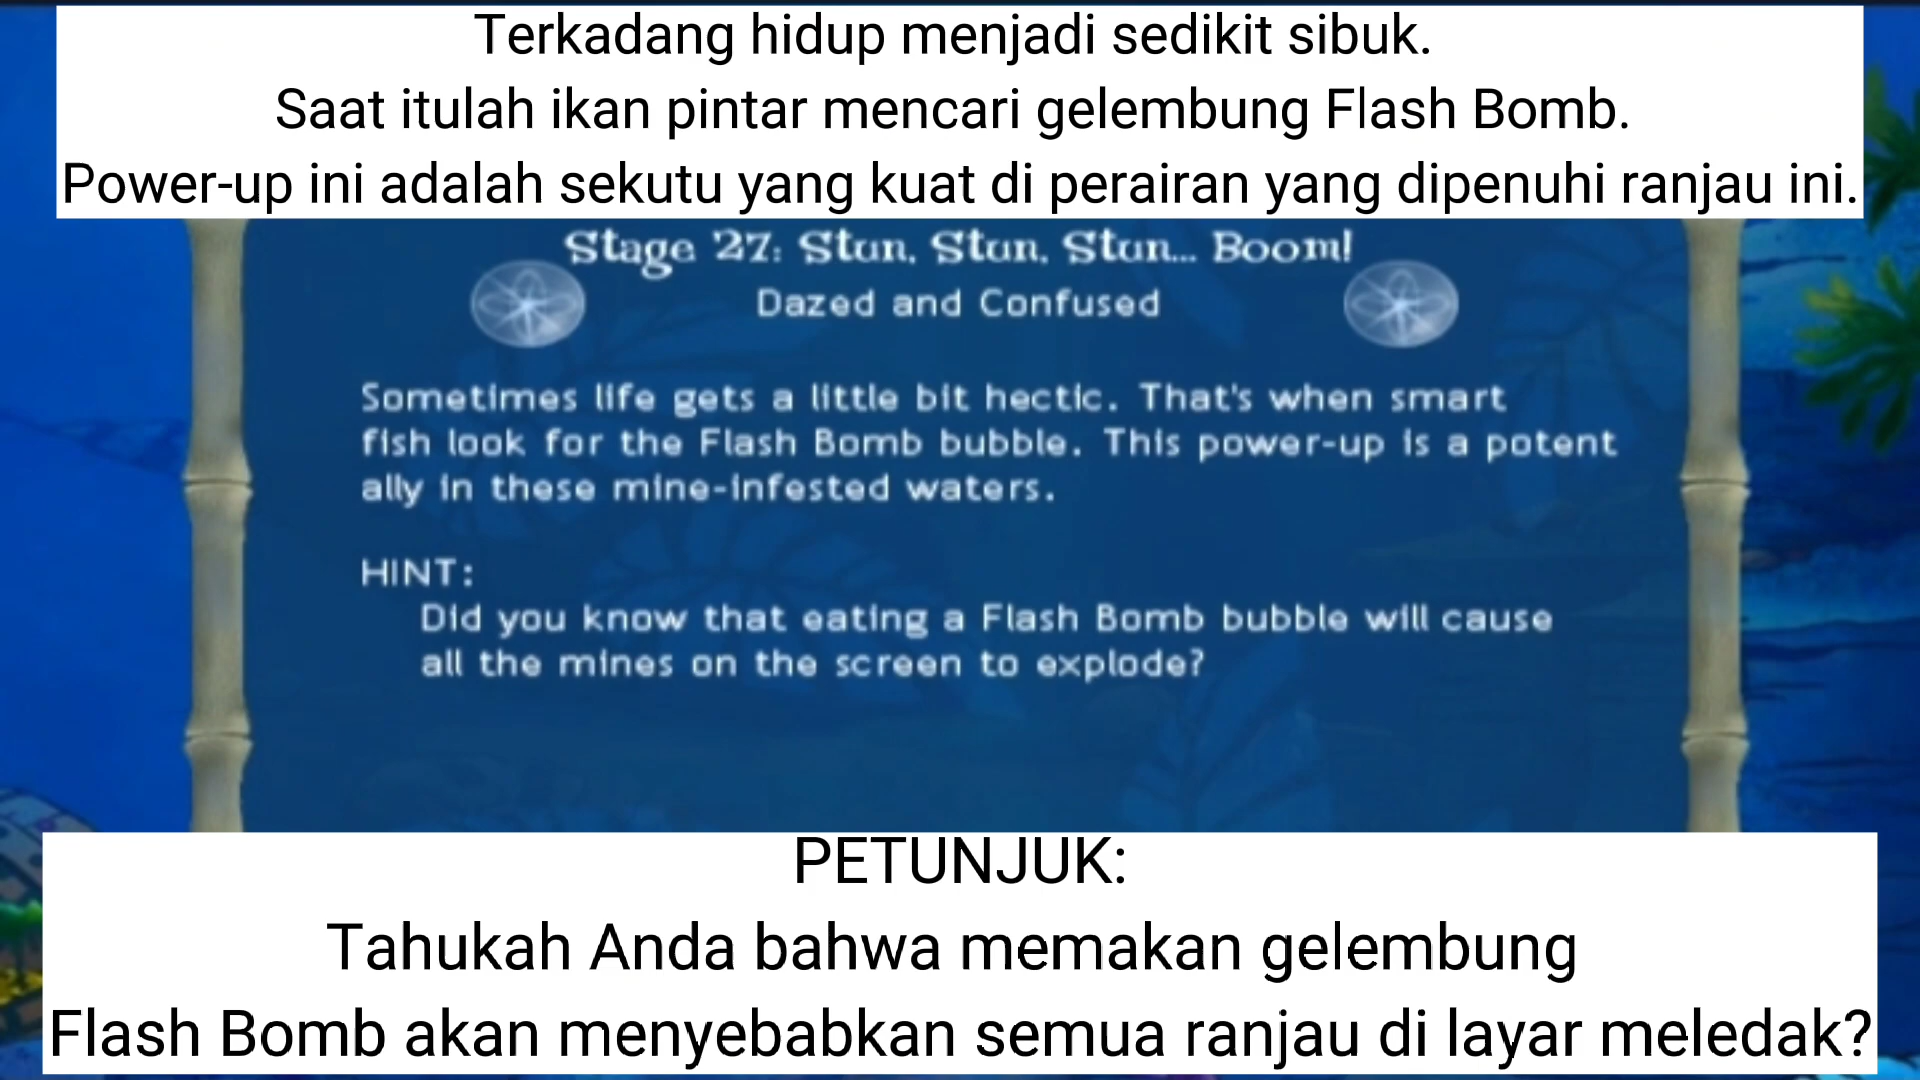 Terkadang hidup menjadi sedikit sibuk.
Saat itulah ikan pintar mencari gelembung Flash Bomb.
Power-up ini adalah sekutu yang kuat di perairan yang dipenuhi ranjau ini.
Stage 27: Stun, Stun, Stun... Boom!
Dazed and Confused
Sometimes life gets a little bit hectic. That's when smart
fish look for the Flash Bomb bubble. This power-up is a potent
ally in these mine-infested waters.
HINT:
Did you know that eating a Flash Bomb bubble will cause
all the mines on the screen to explode?
PETUNJUK:
Tahukah Anda bahwa memakan gelembung
Flash Bomb akan menyebabkan semua ranjau di layar meledak?